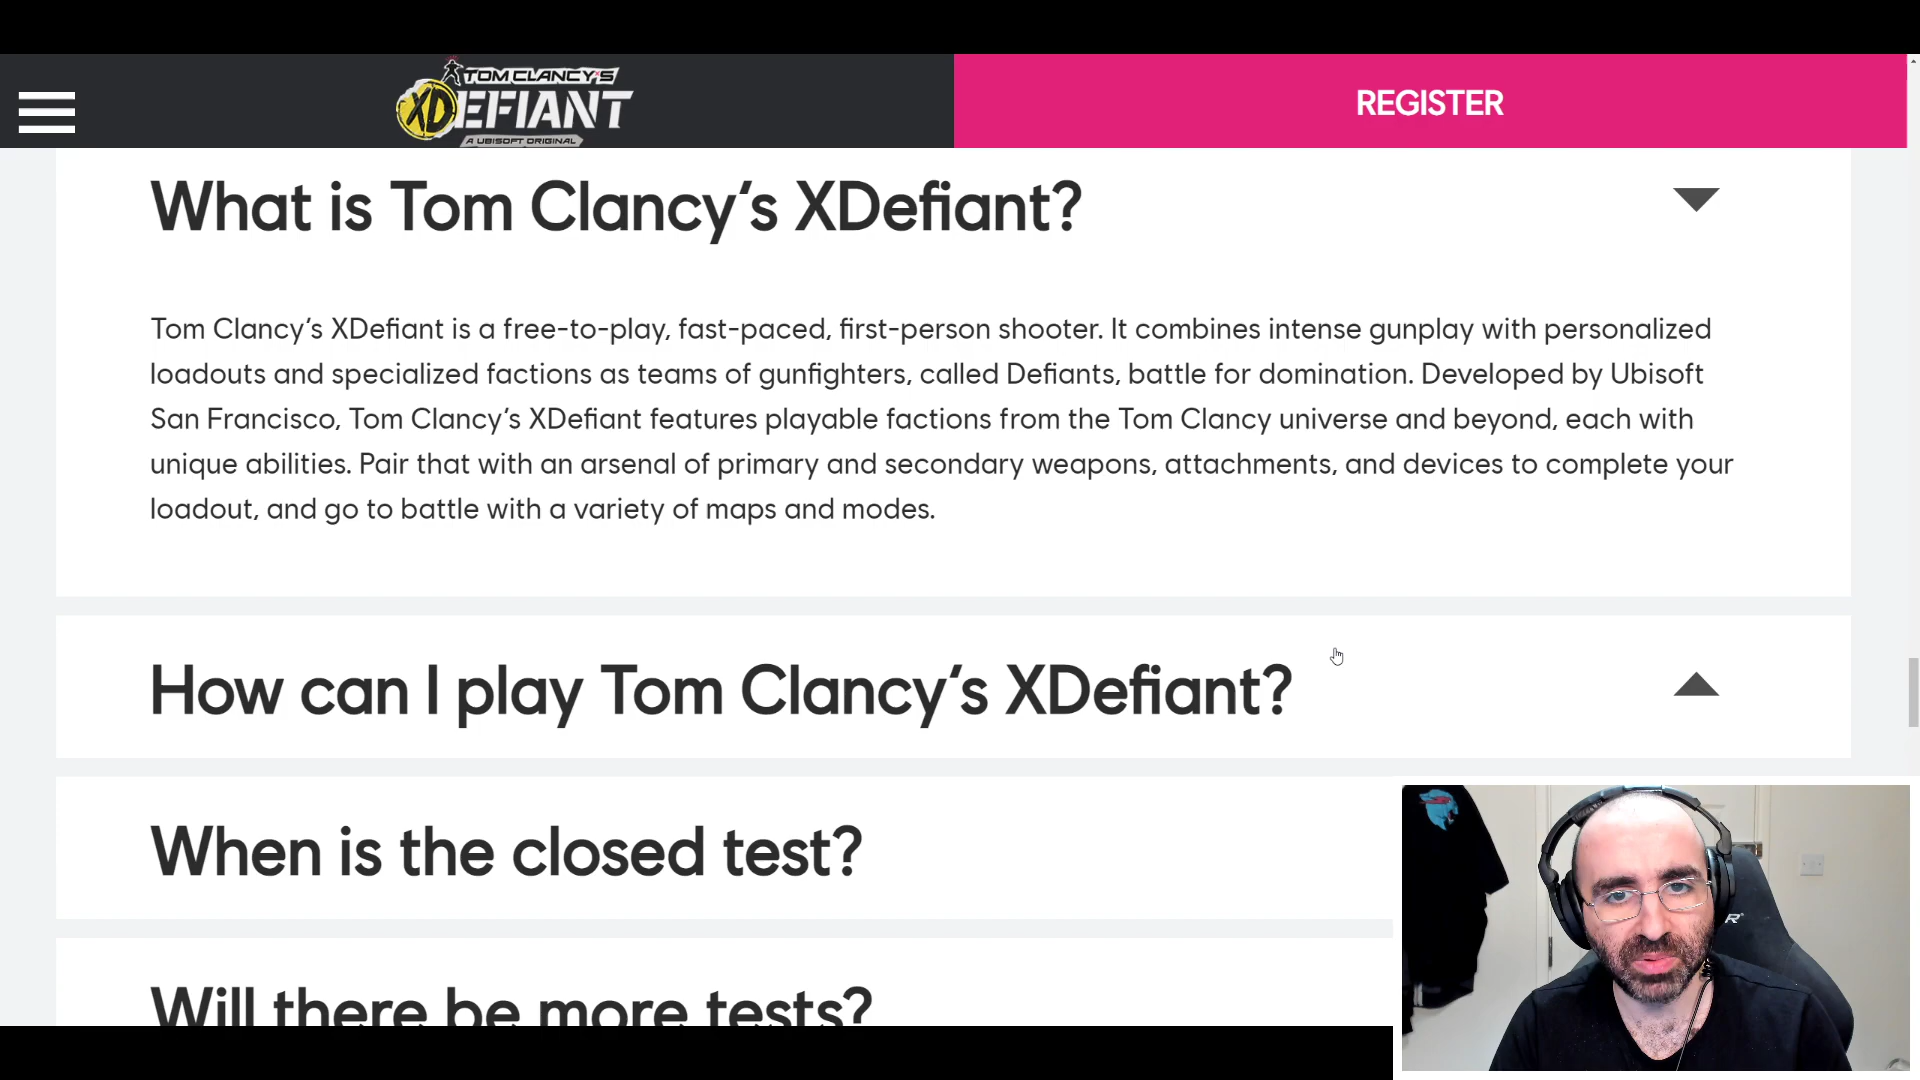 TOM CLANCY'S
XDEFIANT
A UBISOFT ORIGINAL
REGISTER
What is Tom Clancy‘s XDefiant?
Tom Clancy’s XDefiant is a free-to-play, fast-paced, first-person shooter. It combines intense gunplay with personalized
loadouts and specialized factions as teams of gunfighters, called Defiants, battle for domination. Developed by Ubisoft
San Francisco, Tom Clancy’s XDefiant features playable factions from the Tom Clancy universe and beyond, each with
unique abilities. Pair that with an arsenal of primary and secondary weapons, attachments, and devices to complete your
loadout, and go to battle with a variety of maps and modes.
How can I play Tom Clancy‘s XDefiant?
When is the closed test?
Will there be more tests?
R